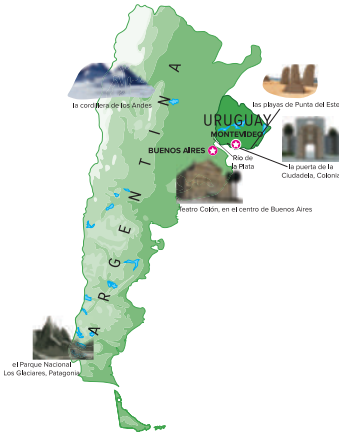 la cordillera de los Andes
las playas de Punta del Este
URUGUAY
MONTEVIDEO
BUENOS AIRES
Río de
la Plata
la puerta de la
Ciudadela, Colonia
Teatro Colón, en el centro de Buenos Aires
ARGENTINA
el Parque Nacional
Los Glaciares, Patagonia